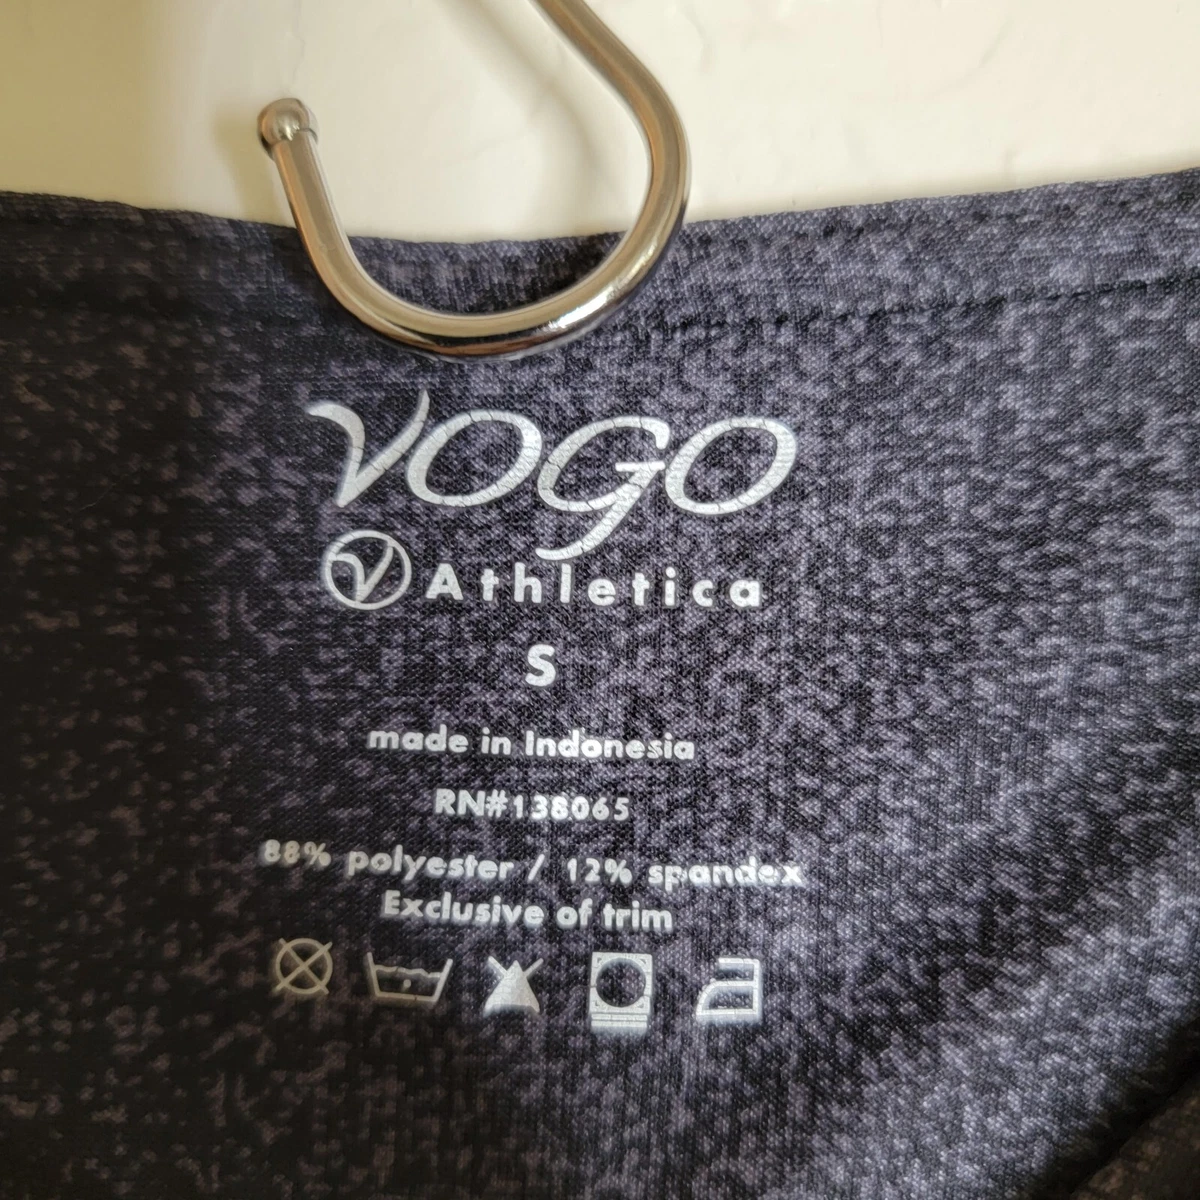 VOGO
V Athletica
S
made in Indonesia
RN#138065
88% polyester / 12% spandex
Exclusive of trim